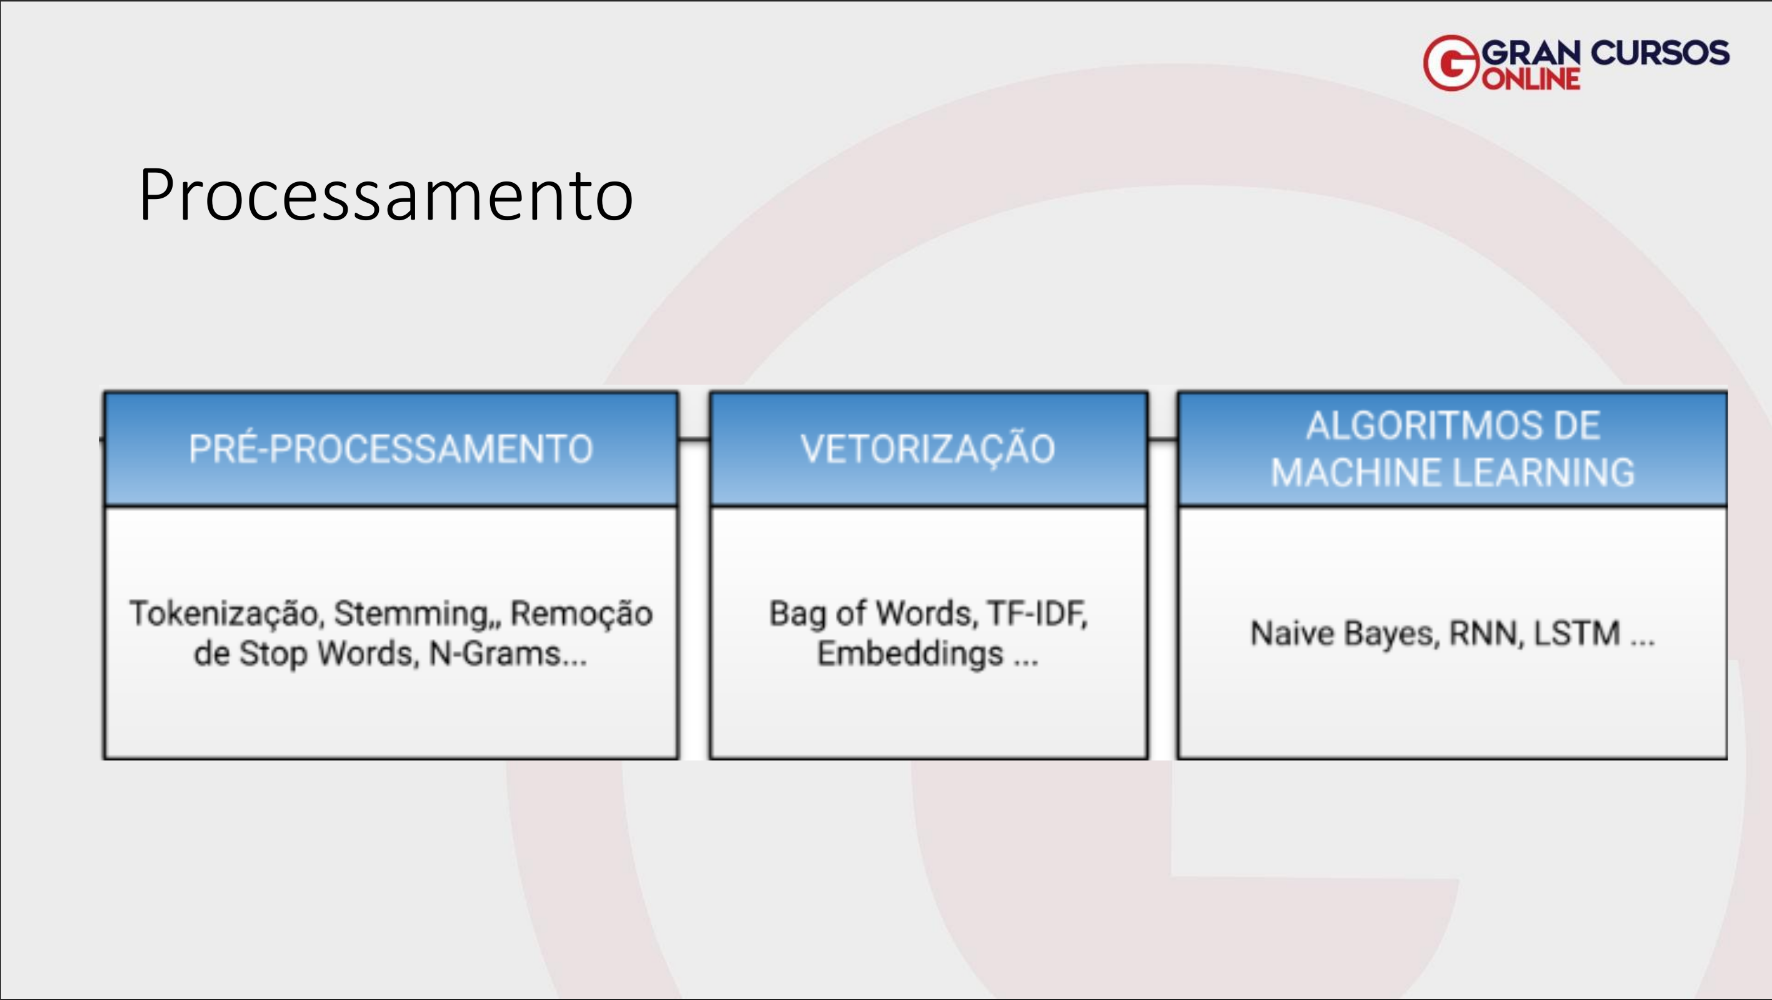 GRAN CURSOS
ONLINE
Processamento
PRÉ-PROCESSAMENTO
Tokenização, Stemming,, Remoção
de Stop Words, N-Grams...
VETORIZAÇÃO
Bag of Words, TF-IDF,
Embeddings ...
ALGORITMOS DE
MACHINE LEARNING
Naive Bayes, RNN, LSTM ...